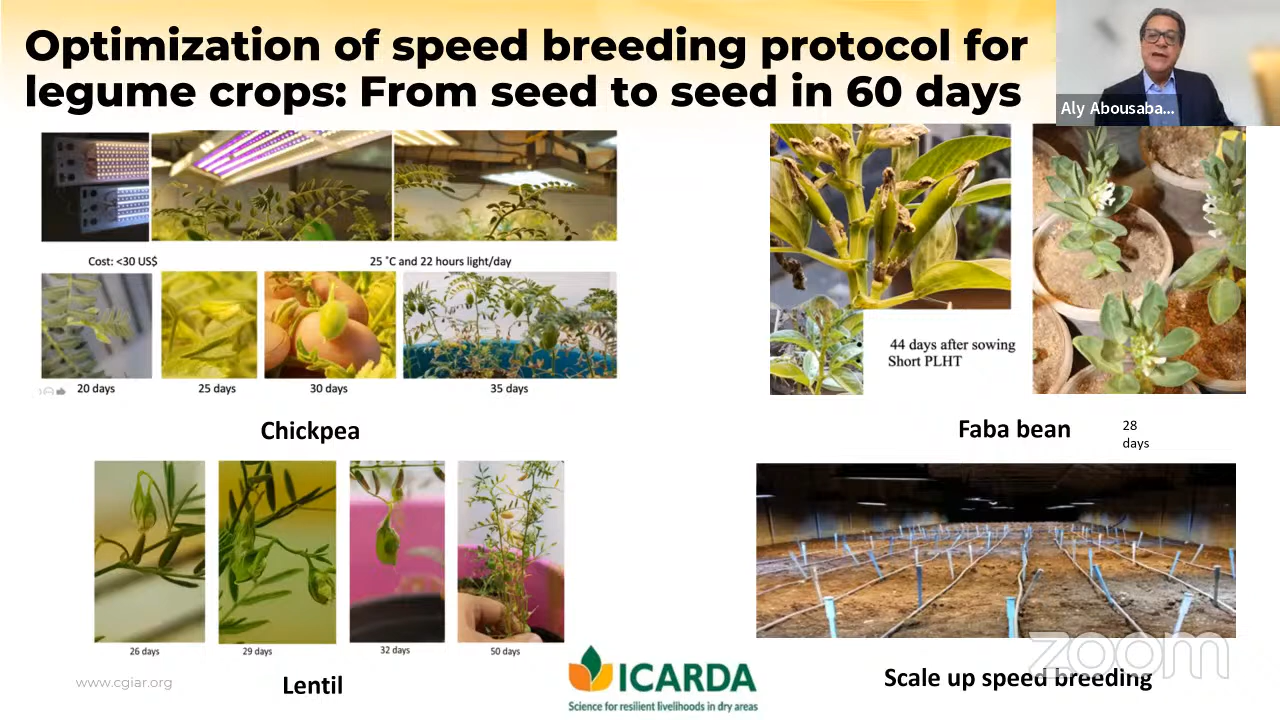 Optimization of speed breeding protocol for
legume crops: From seed to seed in 60 days
Aly Abousaba...
Cost: <30 US$
25 ˚C and 22 hours light/day
20 days
25 days
30 days
35 days
Chickpea
44 days after sowing
Short PLHT
Faba bean
28
days
26 days
29 days
32 days
50 days
Lentil
www.cgiar.org
ICARDA
Science for resilient livelihoods in dry areas
zoom
Scale up speed breeding